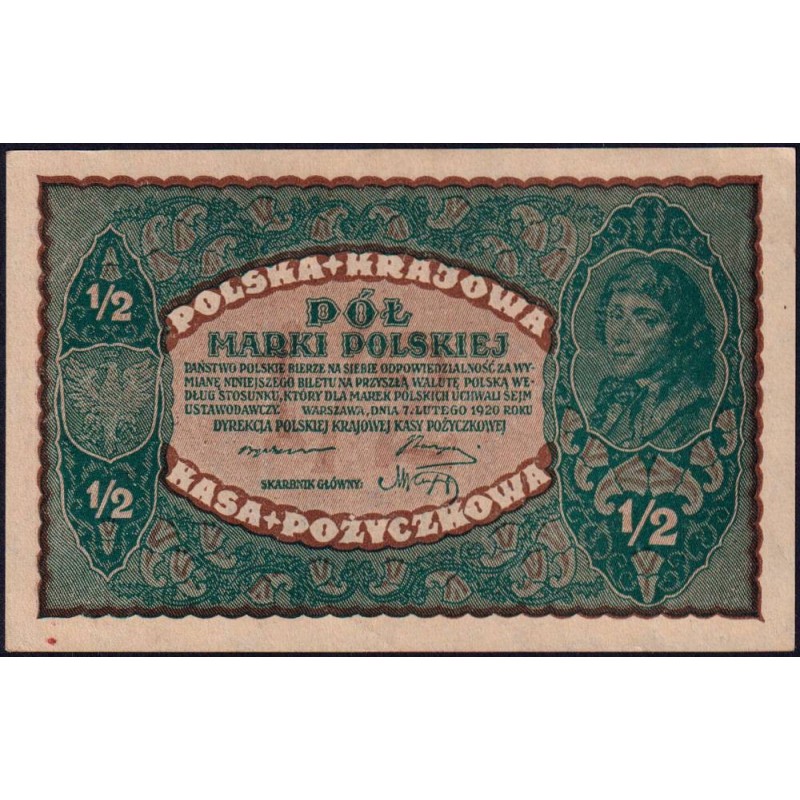 POLSKA + KRAJOWA
1/2
PÓŁ
MARKI POLSKIEJ
PAŃSTWO POLSKIE BIERZE NA SIEBIE ODPOWIEDZIALNOŚĆ ZA WY-
MIANĘ NINIEJSZEGO BILETU NA PRZYSZŁĄ WALUTĘ POLSKĄ WE-
DŁUG STOSUNKU, KTÓRY DLA MAREK POLSKICH UCHWALI SEJM
USTAWODAWCZY. WARSZAWA, DNIA 7. LUTEGO 1920 ROKU
DYREKCJA POLSKIEJ KRAJOWEJ KASY POŻYCZKOWEJ
SKARBNIK GŁÓWNY:
1/2
KASA + POŻYCZKOWA
1/2